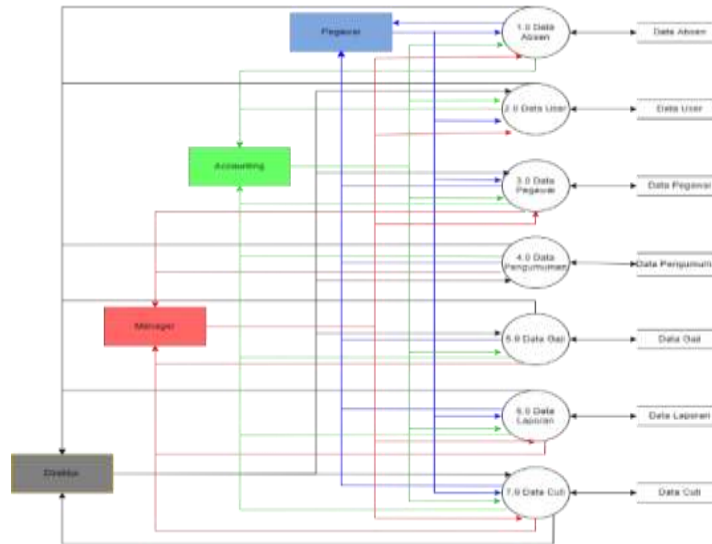 Pegawai
1.0 Data
Absen
Data Absen
2.0 Data User
Data User
Accounting
3.0 Data
Pegawai
Data Pegawai
4.0 Data
Pengumuman
Data Pengumum
Manager
5.0 Data Gaji
Data Gaji
6.0 Data
Laporan
Data Laporan
Direktur
7.0 Data Cuti
Data Cuti